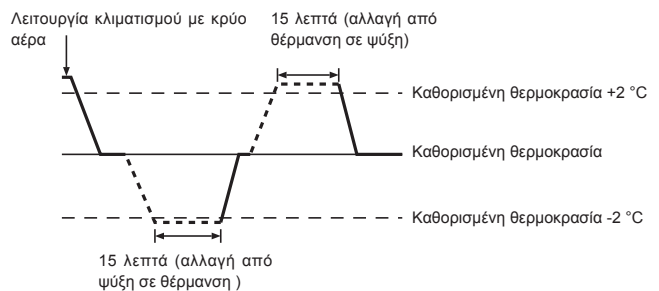 Λειτουργία κλιματισμού με κρύο
αέρα
15 λεπτά (αλλαγή από
θέρμανση σε ψύξη)
Καθορισμένη θερμοκρασία +2 °C
Καθορισμένη θερμοκρασία
Καθορισμένη θερμοκρασία -2 °C
15 λεπτά (αλλαγή από
ψύξη σε θέρμανση )